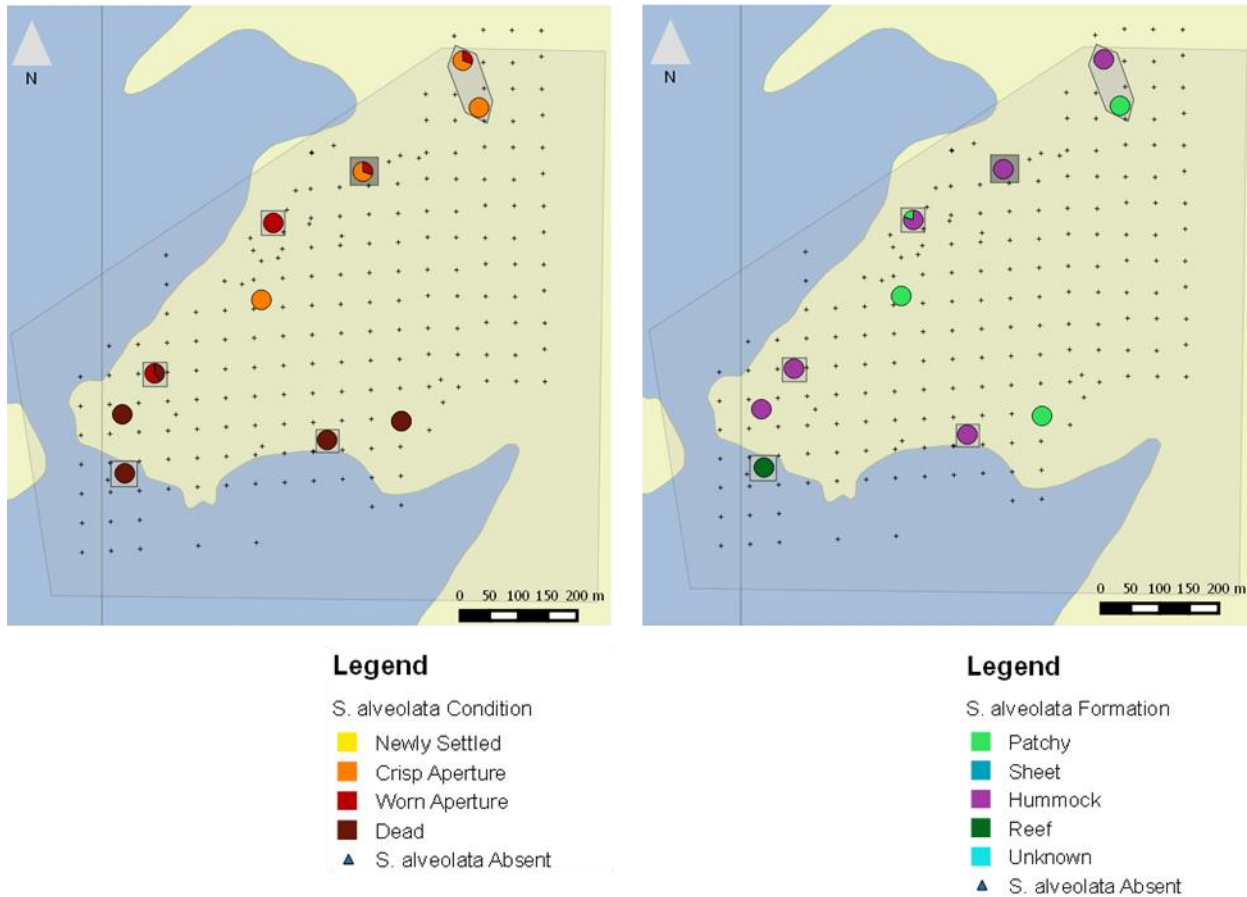 N
0 50 100 150 200 m
Legend
S. alveolata Condition
Newly Settled
Crisp Aperture
Worn Aperture
Dead
S. alveolata Absent
N
0 50 100 150 200 m
Legend
S. alveolata Formation
Patchy
Sheet
Hummock
Reef
Unknown
S. alveolata Absent